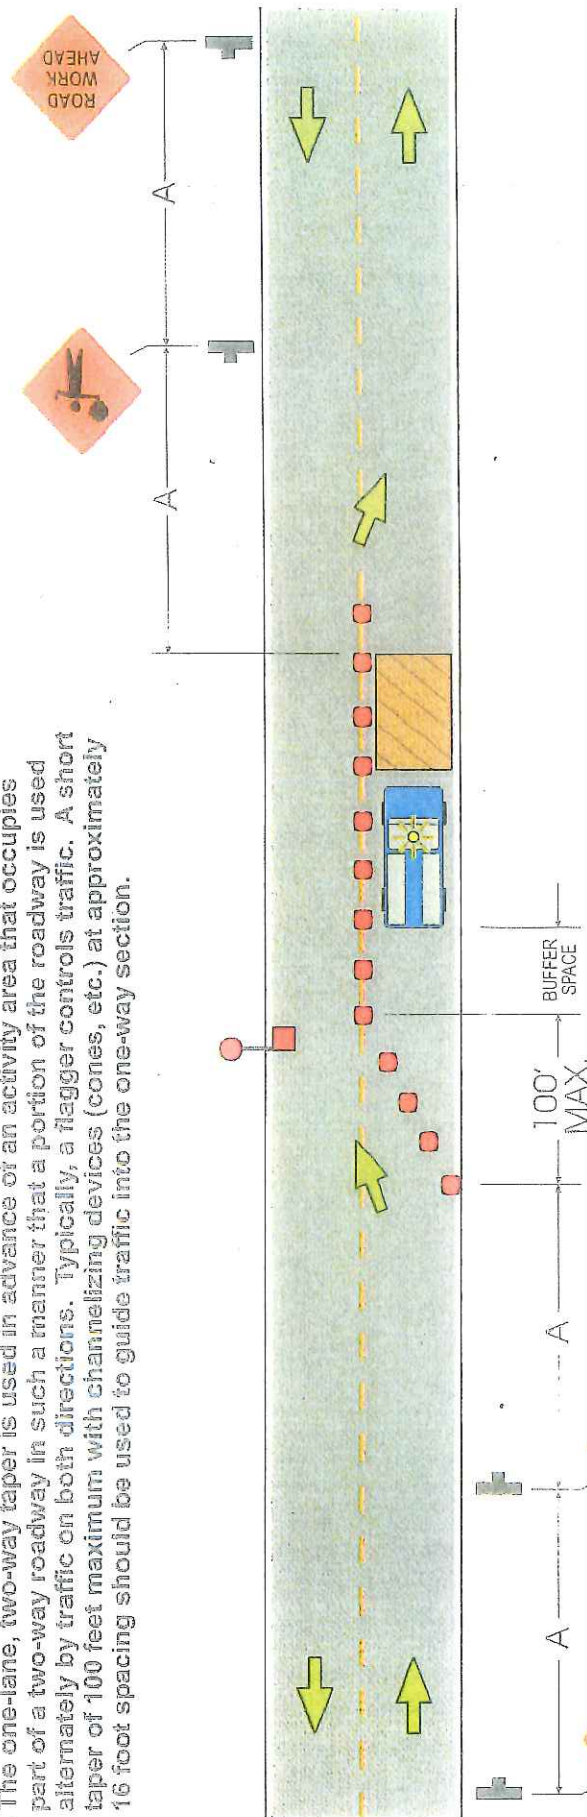 The one-lane, two-way taper is used in advance of an activity area that occupies
part of a two-way roadway in such a manner that a portion of the roadway is used
alternately by traffic on both directions. Typically, a flagger controls traffic. A short
taper of 100 feet maximum with channelizing devices (cones, etc.) at approximately
16 foot spacing should be used to guide traffic into the one-way section.
ROAD
WORK
AHEAD
A
A
A
A
100'
MAX.
BUFFER
SPACE